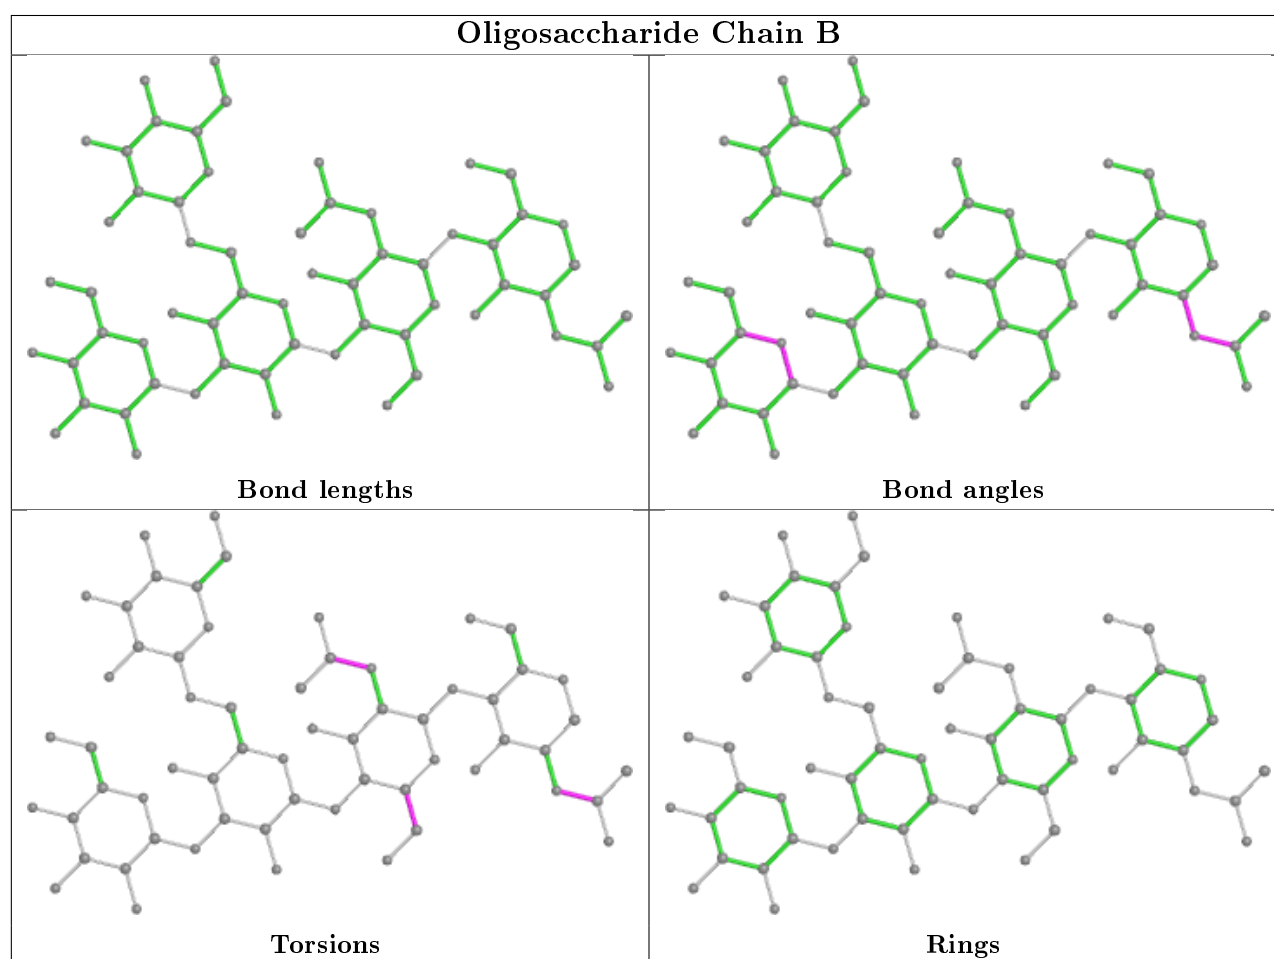 Oligosaccharide Chain B
Bond lengths
Bond angles
Torsions
Rings